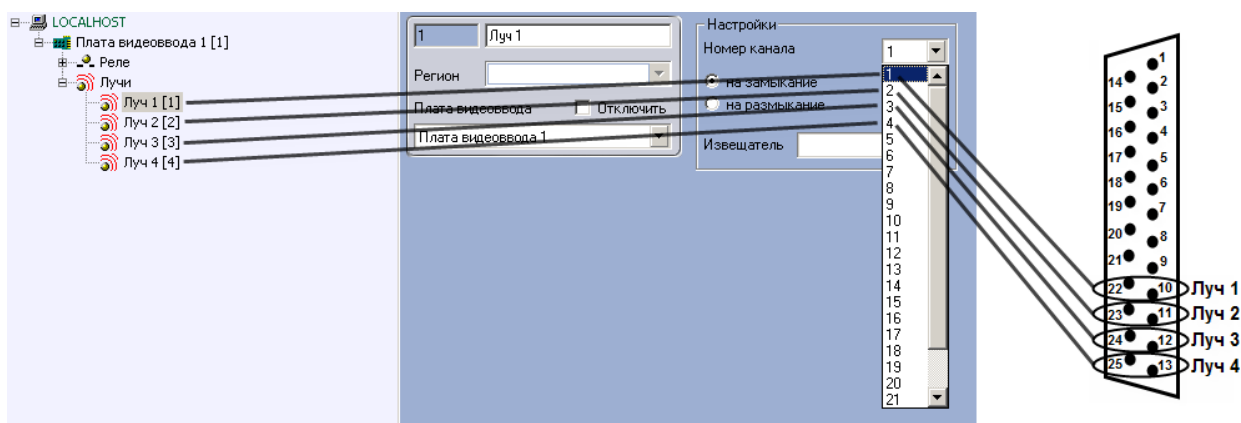 LOCALHOST
Плата видеоввода 1 [1]
Реле
Лучи
Луч 1 [1]
Луч 2 [2]
Луч 3 [3]
Луч 4 [4]
1
Луч 1
Регион
Плата видеоввода
Отключить
Плата видеоввода 1
Настройки
Номер канала
1
на замыкание
на размыкание
Извещатель
1
2
3
4
5
6
7
8
9
10
11
12
13
14
15
16
17
18
19
20
21
1
14
2
15
3
16
4
17
5
18
6
19
7
20
8
21
9
22
10
Луч 1
23
11
Луч 2
24
12
Луч 3
25
13
Луч 4